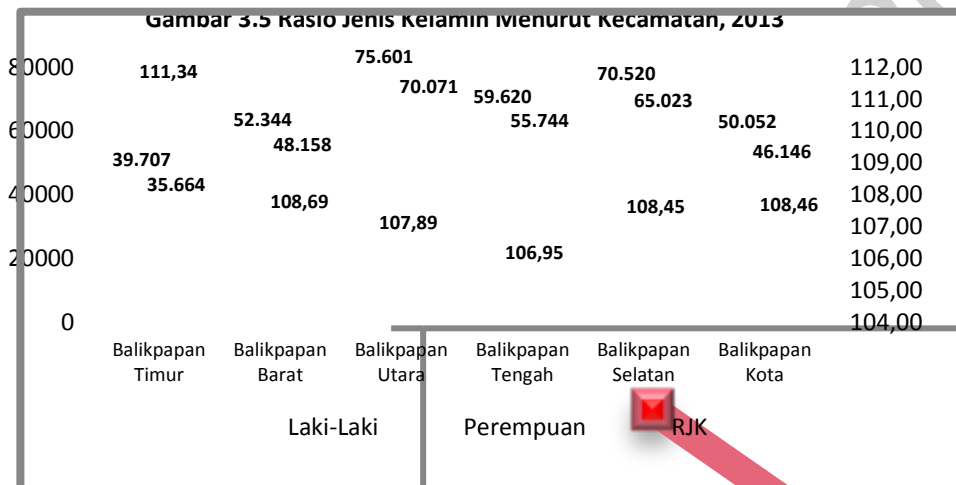 Gambar 3.5 Rasio Jenis Kelamin Menurut Kecamatan, 2013
80000
60000
40000
20000
0
112,00
111,00
110,00
109,00
108,00
107,00
106,00
105,00
104,00
111,34
39.707
35.664
52.344
48.158
108,69
75.601
70.071
107,89
59.620
55.744
106,95
70.520
65.023
108,45
50.052
46.146
108,46
Balikpapan
Timur
Balikpapan
Barat
Balikpapan
Utara
Balikpapan
Tengah
Balikpapan
Selatan
Balikpapan
Kota
Laki-Laki Perempuan RJK